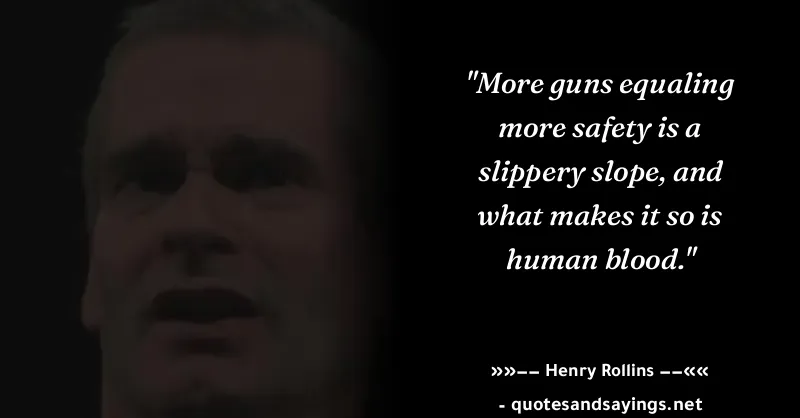 "More guns equaling
more safety is a
slippery slope, and
what makes it so is
human blood."
»»−− Henry Rollins −−««
- quotesandsayings.net